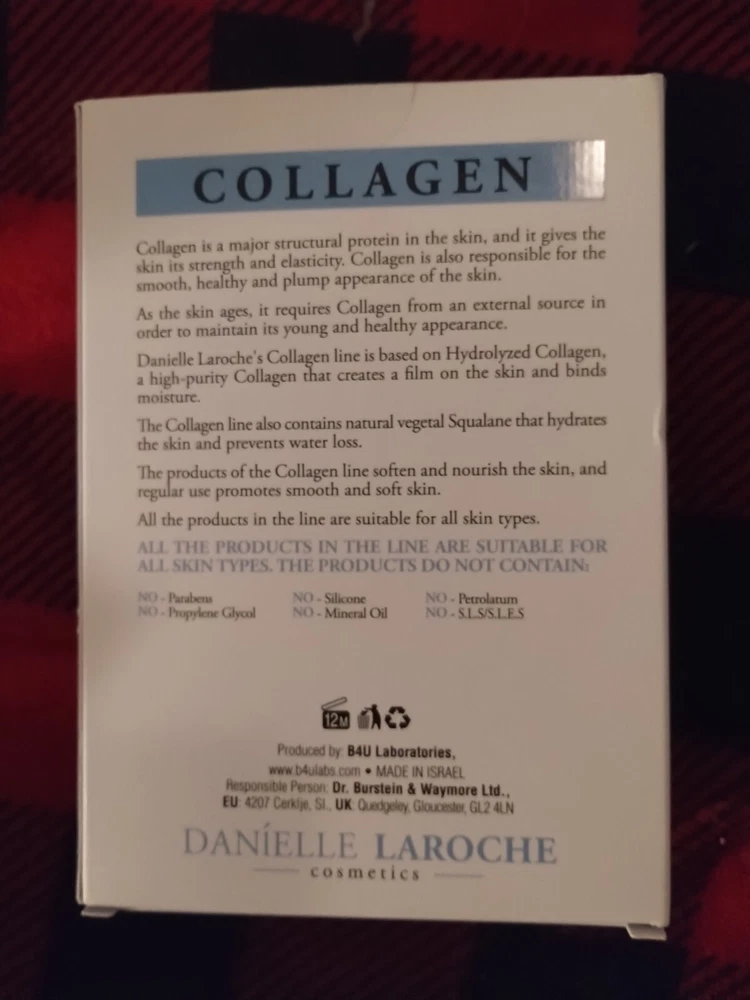 COLLAGEN
Collagen is a major structural protein in the skin, and it gives the
skin its strength and elasticity. Collagen is also responsible for the
smooth, healthy and plump appearance of the skin.
As the skin ages, it requires Collagen from an external source in
order to maintain its young and healthy appearance.
Danielle Laroche's Collagen line is based on Hydrolyzed Collagen,
a high-purity Collagen that creates a film on the skin and binds
moisture.
The Collagen line also contains natural vegetal Squalane that hydrates
the skin and prevents water loss.
The products of the Collagen line soften and nourish the skin, and
regular use promotes smooth and soft skin.
All the products in the line are suitable for all skin types.
ALL THE PRODUCTS IN THE LINE ARE SUITABLE FOR
ALL SKIN TYPES. THE PRODUCTS DO NOT CONTAIN:
NO - Parabens NO - Silicone NO - Petrolatum
NO - Propylene Glycol NO - Mineral Oil NO - S.L.S/S.L.E.S
12M
Produced by: B4U Laboratories,
www.b4ulabs.com • MADE IN ISRAEL
Responsible Person: Dr. Burstein & Waymore Ltd.,
EU: 4207 Cerklje, Sl., UK: Quedgeley, Gloucester, GL2 4LN
DANÍELLE LAROCHE
cosmetics